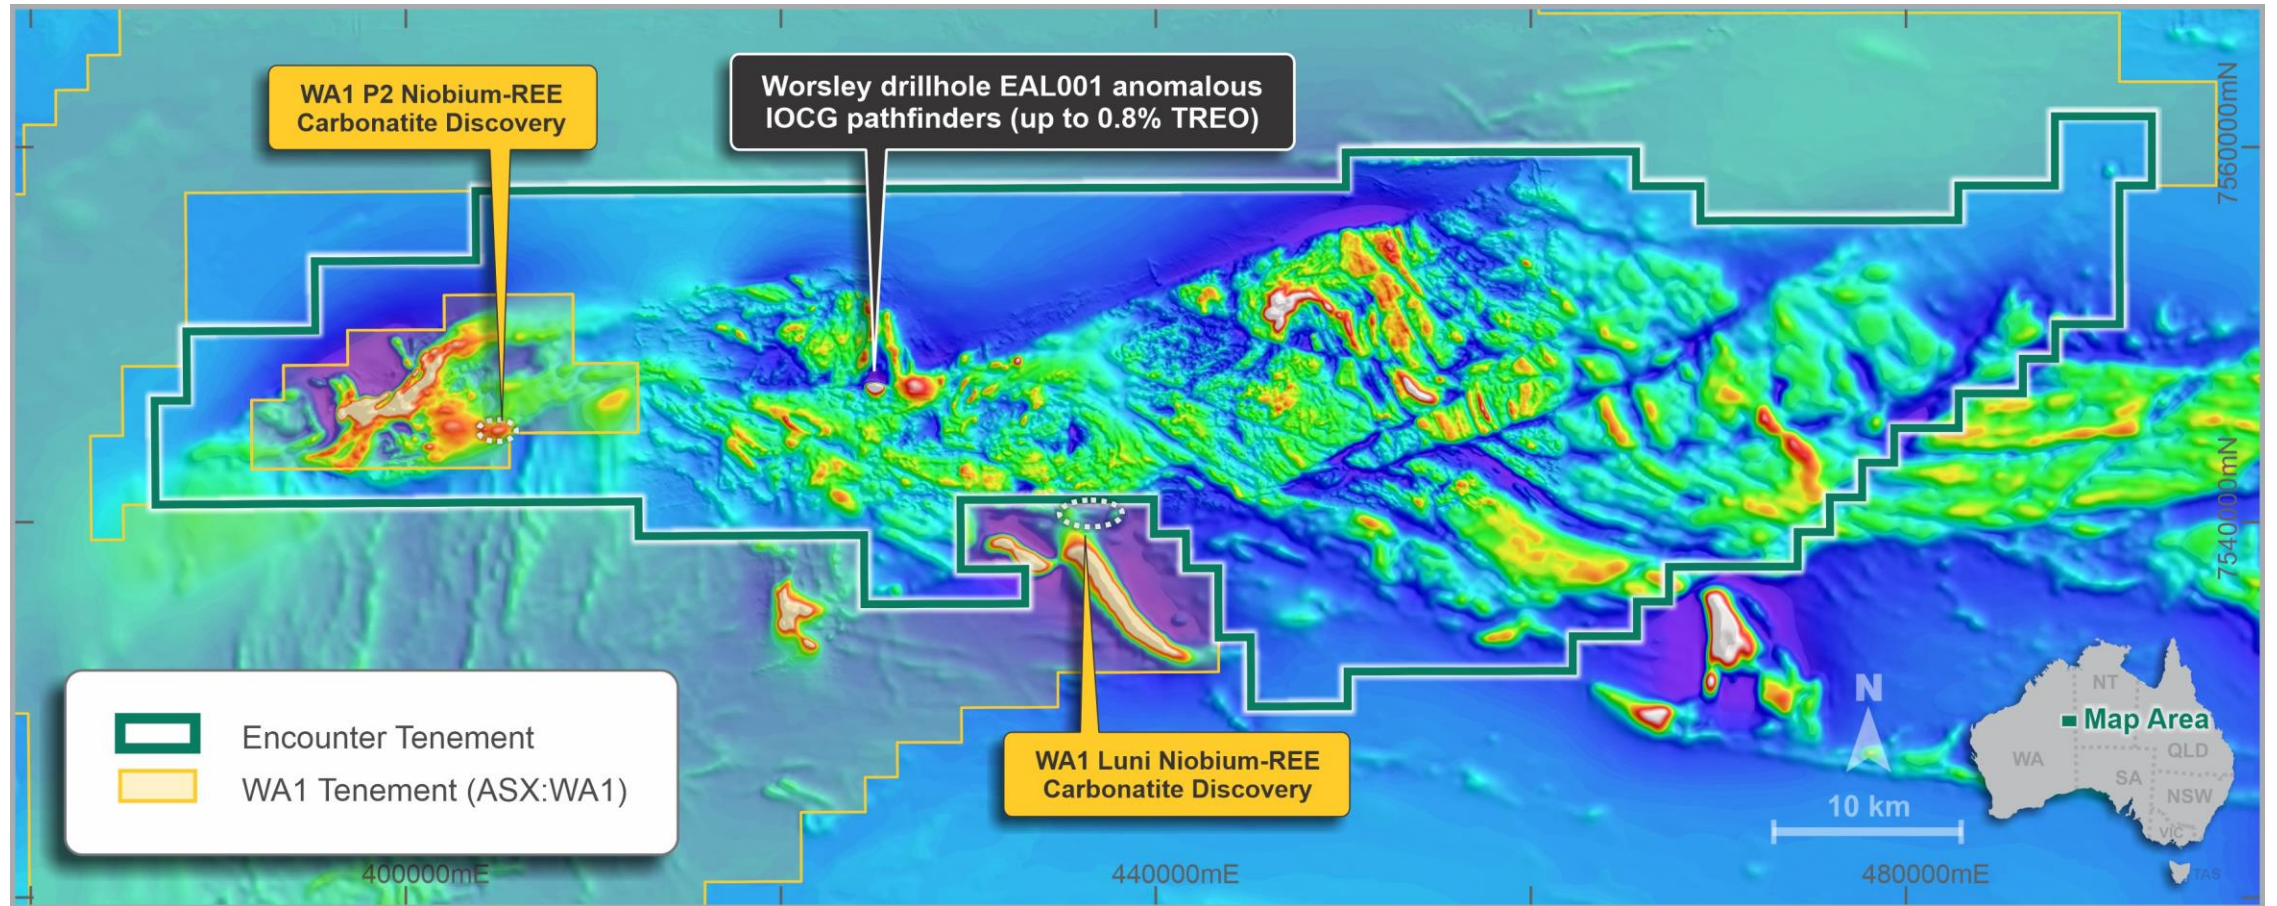 WA1 P2 Niobium-REE
Carbonatite Discovery
Worsley drillhole EAL001 anomalous
IOCG pathfinders (up to 0.8% TREO)
7560000mN
7540000mN
WA1 Luni Niobium-REE
Carbonatite Discovery
Encounter Tenement
WA1 Tenement (ASX:WA1)
N
10 km
NT
Map Area
WA
QLD
SA
NSW
VIC
TAS
400000mE
440000mE
480000mE